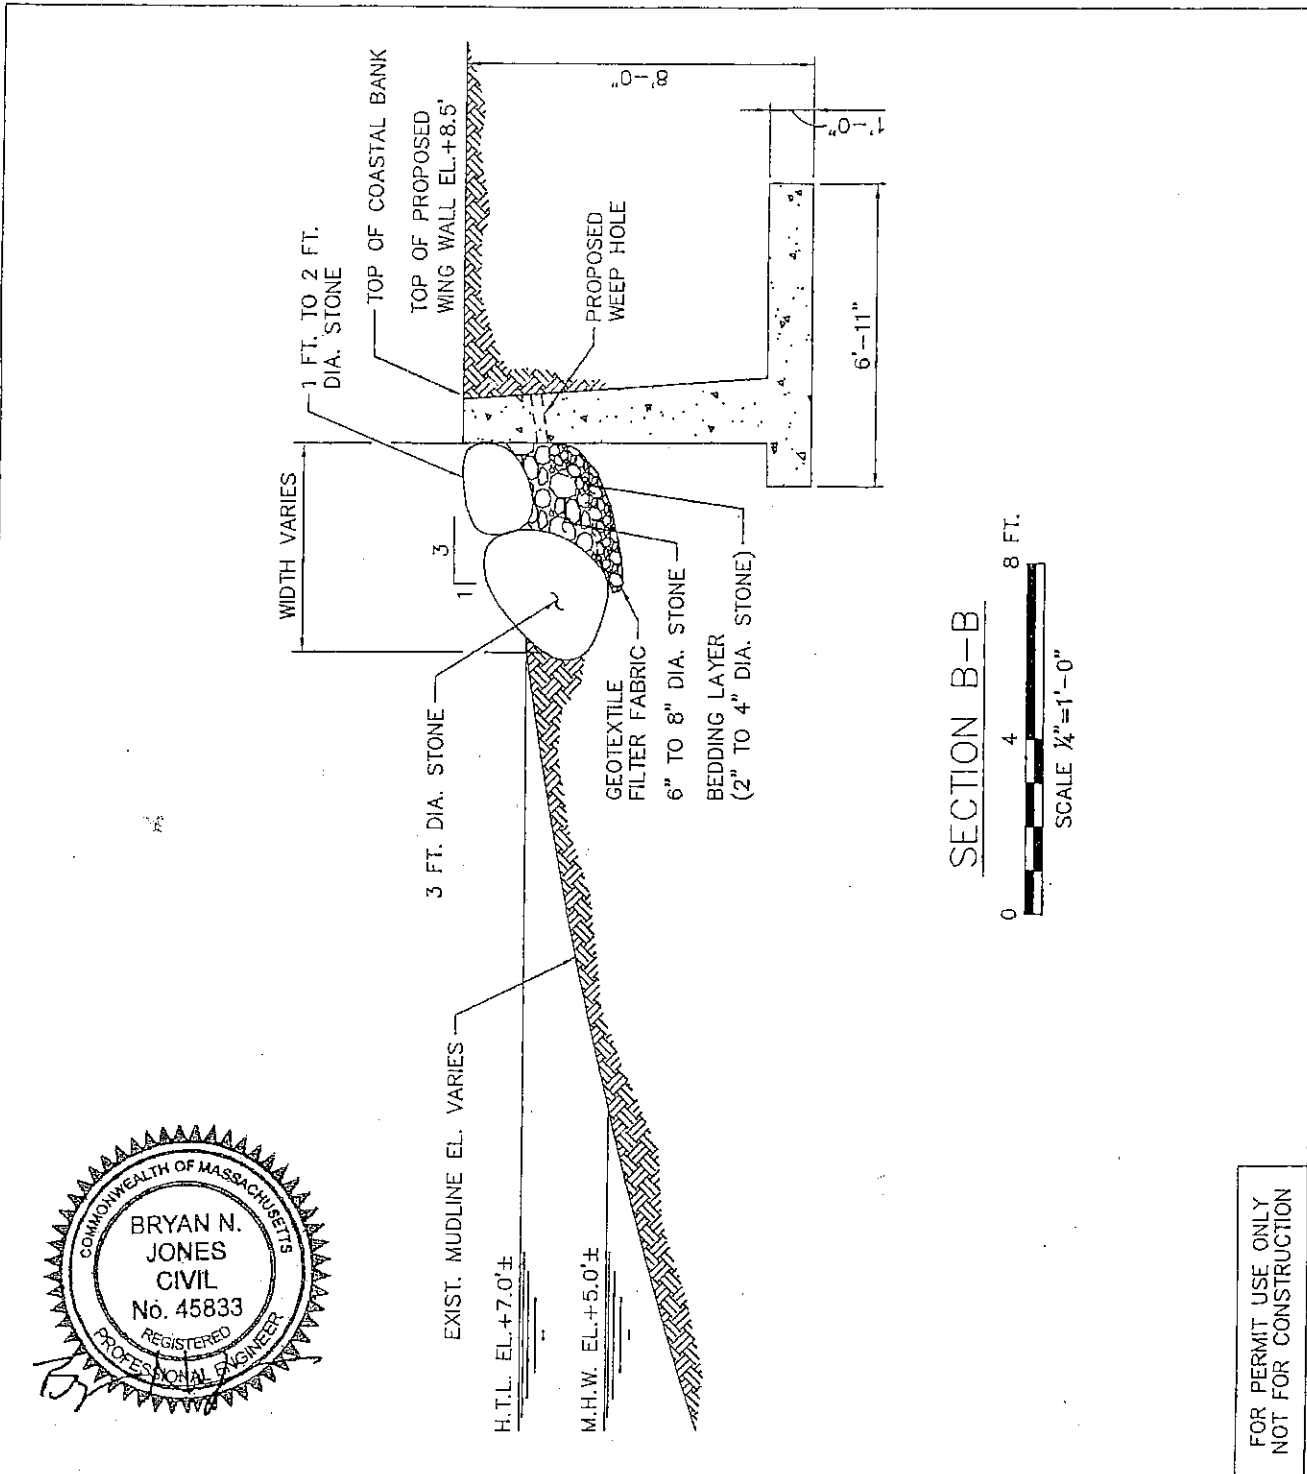 1 FT. TO 2 FT.
DIA. STONE
TOP OF COASTAL BANK
TOP OF PROPOSED
WING WALL EL.+8.5'
PROPOSED
WEEP HOLE
8'-0"
1'-0"
6'-11"
WIDTH VARIES
3
1
3 FT. DIA. STONE
GEOTEXTILE
FILTER FABRIC
6" TO 8" DIA. STONE
BEDDING LAYER
(2" TO 4" DIA. STONE)
EXIST. MUDLINE EL. VARIES
H.T.L. EL.+7.0'±
M.H.W. EL.+5.0'±
SECTION B-B
0 4 8 FT.
SCALE ¼"=1'-0"
COMMONWEALTH OF MASSACHUSETTS
BRYAN N.
JONES
CIVIL
No. 45833
REGISTERED
PROFESSIONAL ENGINEER
FOR PERMIT USE ONLY
NOT FOR CONSTRUCTION